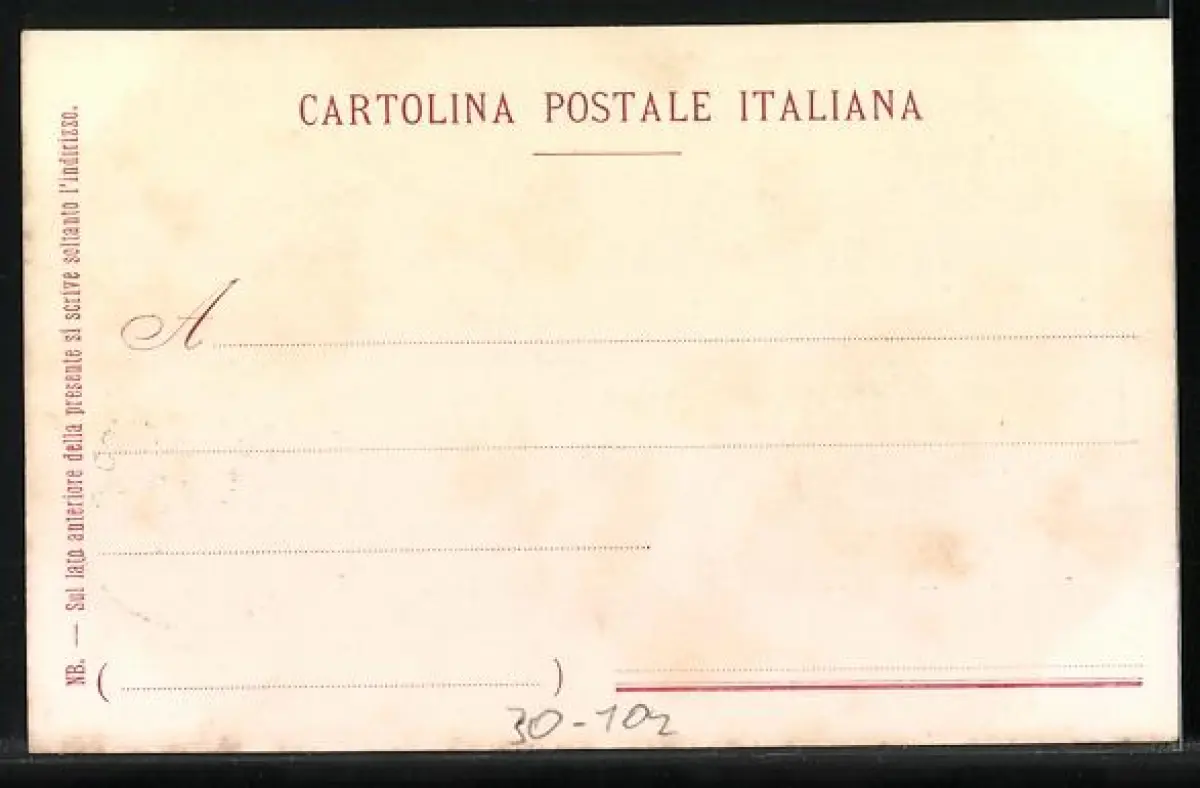 CARTOLINA POSTALE ITALIANA
NB. — Sul lato anteriore della presente si scrive soltanto l'indirizzo.
A
( )
30-102